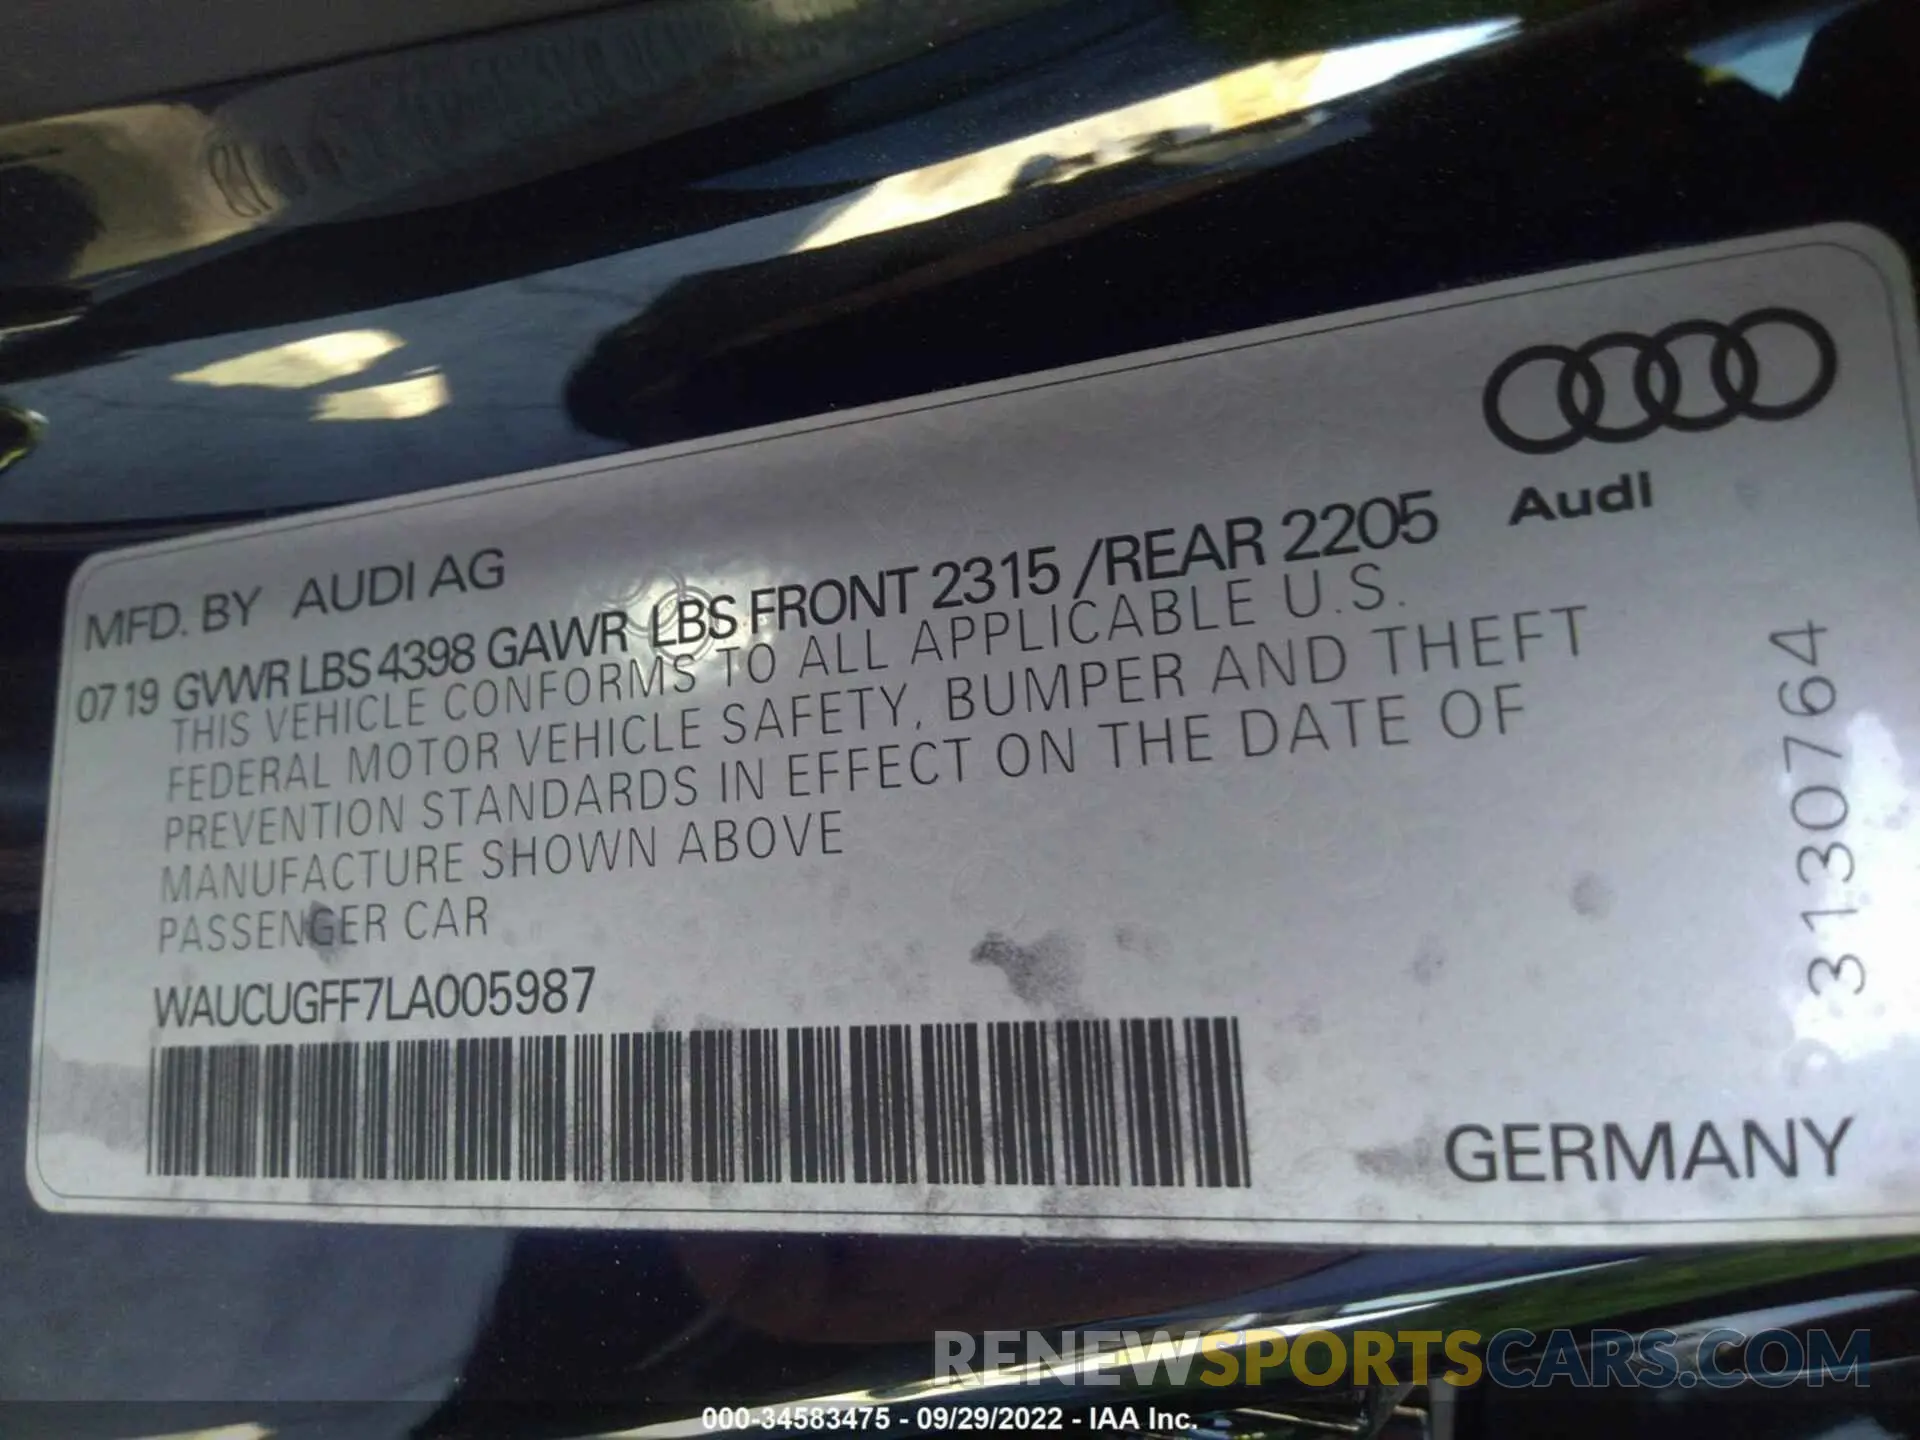 Audi
MFD. BY AUDI AG
07 19 GVWR LBS 4398 GAWR LBS FRONT 2315 /REAR 2205
THIS VEHICLE CONFORMS TO ALL APPLICABLE U.S.
FEDERAL MOTOR VEHICLE SAFETY, BUMPER AND THEFT
PREVENTION STANDARDS IN EFFECT ON THE DATE OF
MANUFACTURE SHOWN ABOVE
PASSENGER CAR
WAUCUGFF7LA005987
3130764
GERMANY
RENEWSPORTSCARS.COM
000-34583475 - 09/29/2022 - IAA Inc.